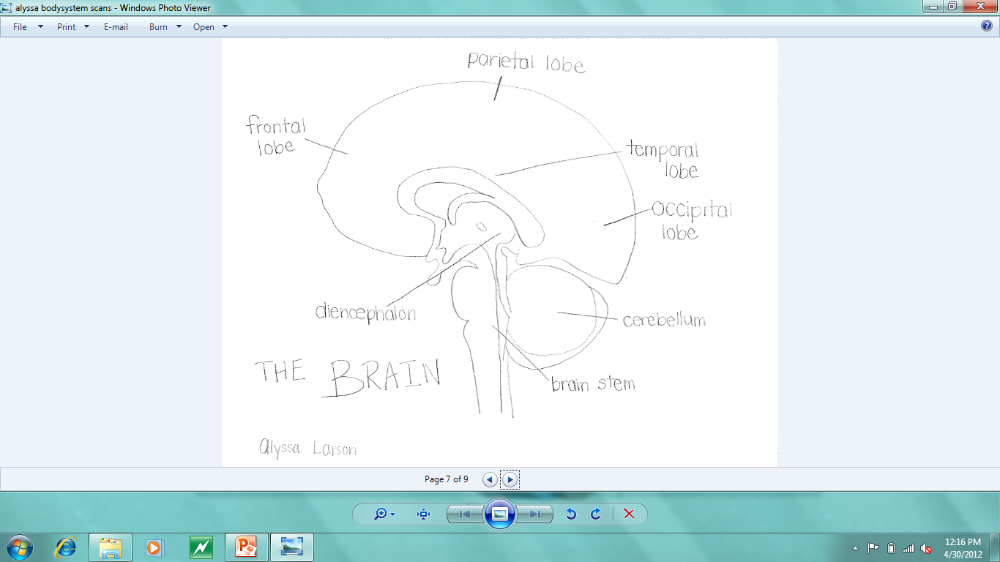 alyssa bodysystem scans - Windows Photo Viewer
File Print E-mail Burn Open
parietal lobe
frontal
lobe
temporal
lobe
occipital
lobe
diencephalon
cerebellum
THE BRAIN
brain stem
alyssa Larson
Page 7 of 9
12:16 PM
4/30/2012